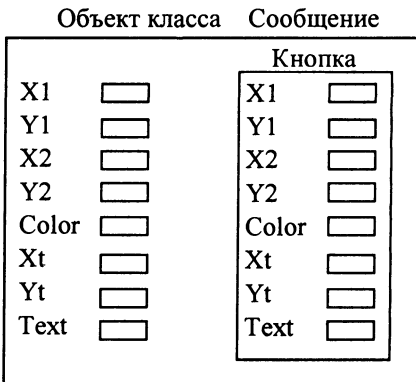 Объект класса Сообщение
Кнопка
X1 X1
Y1 Y1
X2 X2
Y2 Y2
Color Color
Xt Xt
Yt Yt
Text Text